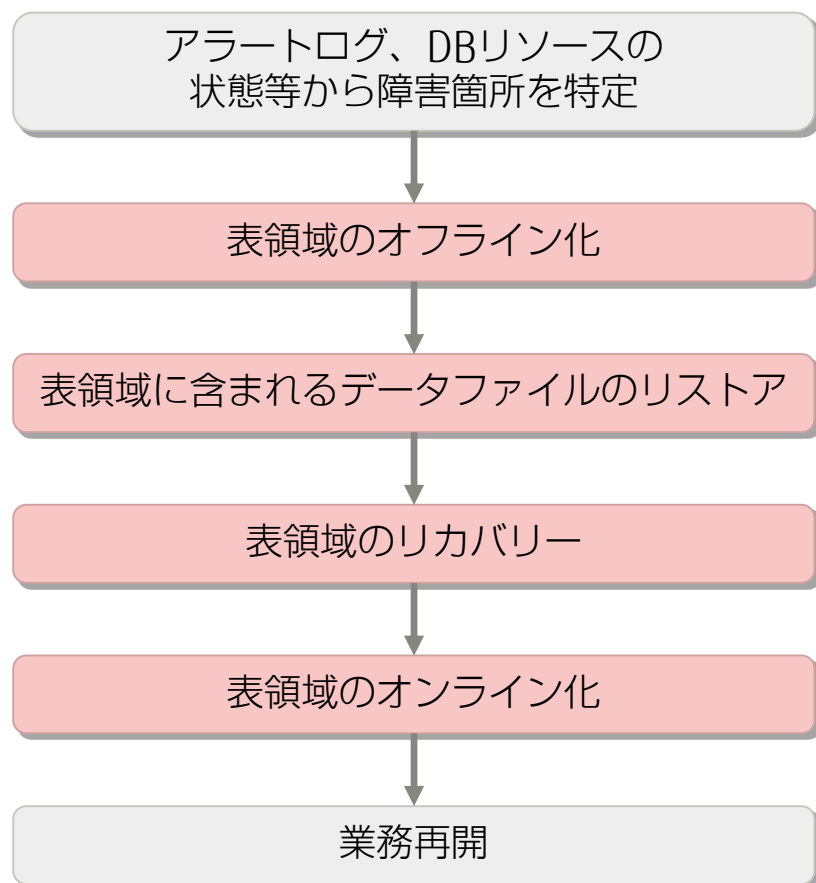 アラートログ、DBリソースの
状態等から障害箇所を特定
表領域のオフライン化
表領域に含まれるデータファイルのリストア
表領域のリカバリー
表領域のオンライン化
業務再開